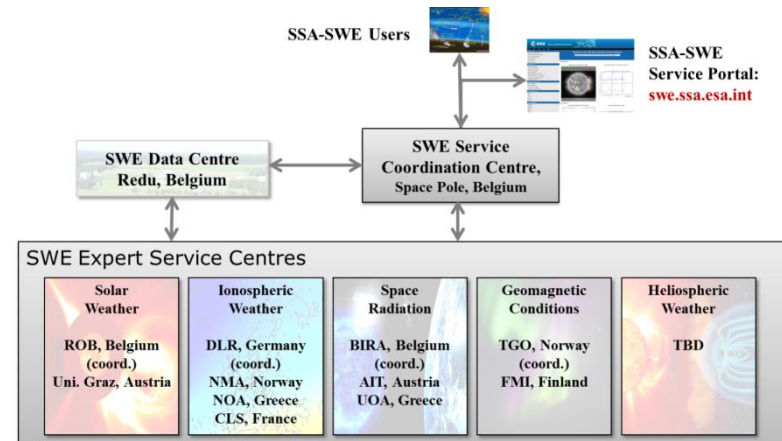 SSA-SWE Users
SSA-SWE
Service Portal:
swe.ssa.esa.int
SWE Data Centre
Redu, Belgium
SWE Service
Coordination Centre,
Space Pole, Belgium
SWE Expert Service Centres
Solar
Weather
ROB, Belgium
(coord.)
Uni. Graz, Austria
Ionospheric
Weather
DLR, Germany
(coord.)
NMA, Norway
NOA, Greece
CLS, France
Space
Radiation
BIRA, Belgium
(coord.)
AIT, Austria
UOA, Greece
Geomagnetic
Conditions
TGO, Norway
(coord.)
FMI, Finland
Heliospheric
Weather
TBD